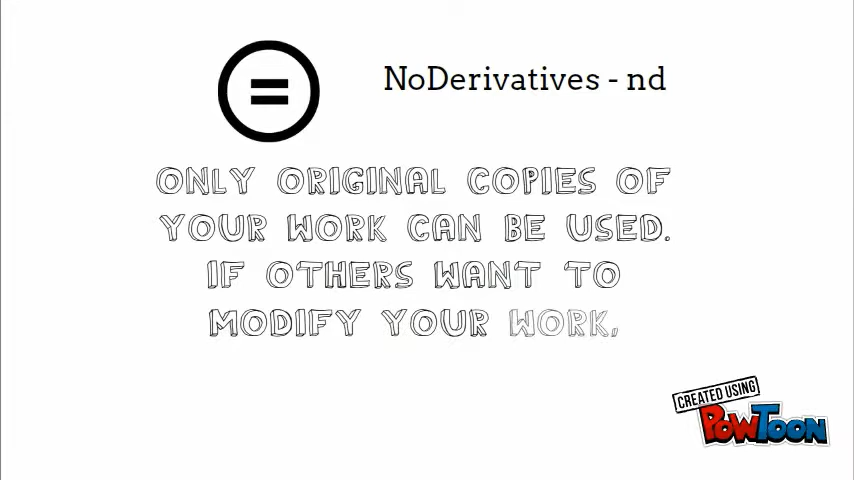 NoDerivatives - nd
ONLY ORIGINAL COPIES OF
YOUR WORK CAN BE USED.
IF OTHERS WANT TO
MODIFY YOUR WORK,
CREATED USING
POWTOON